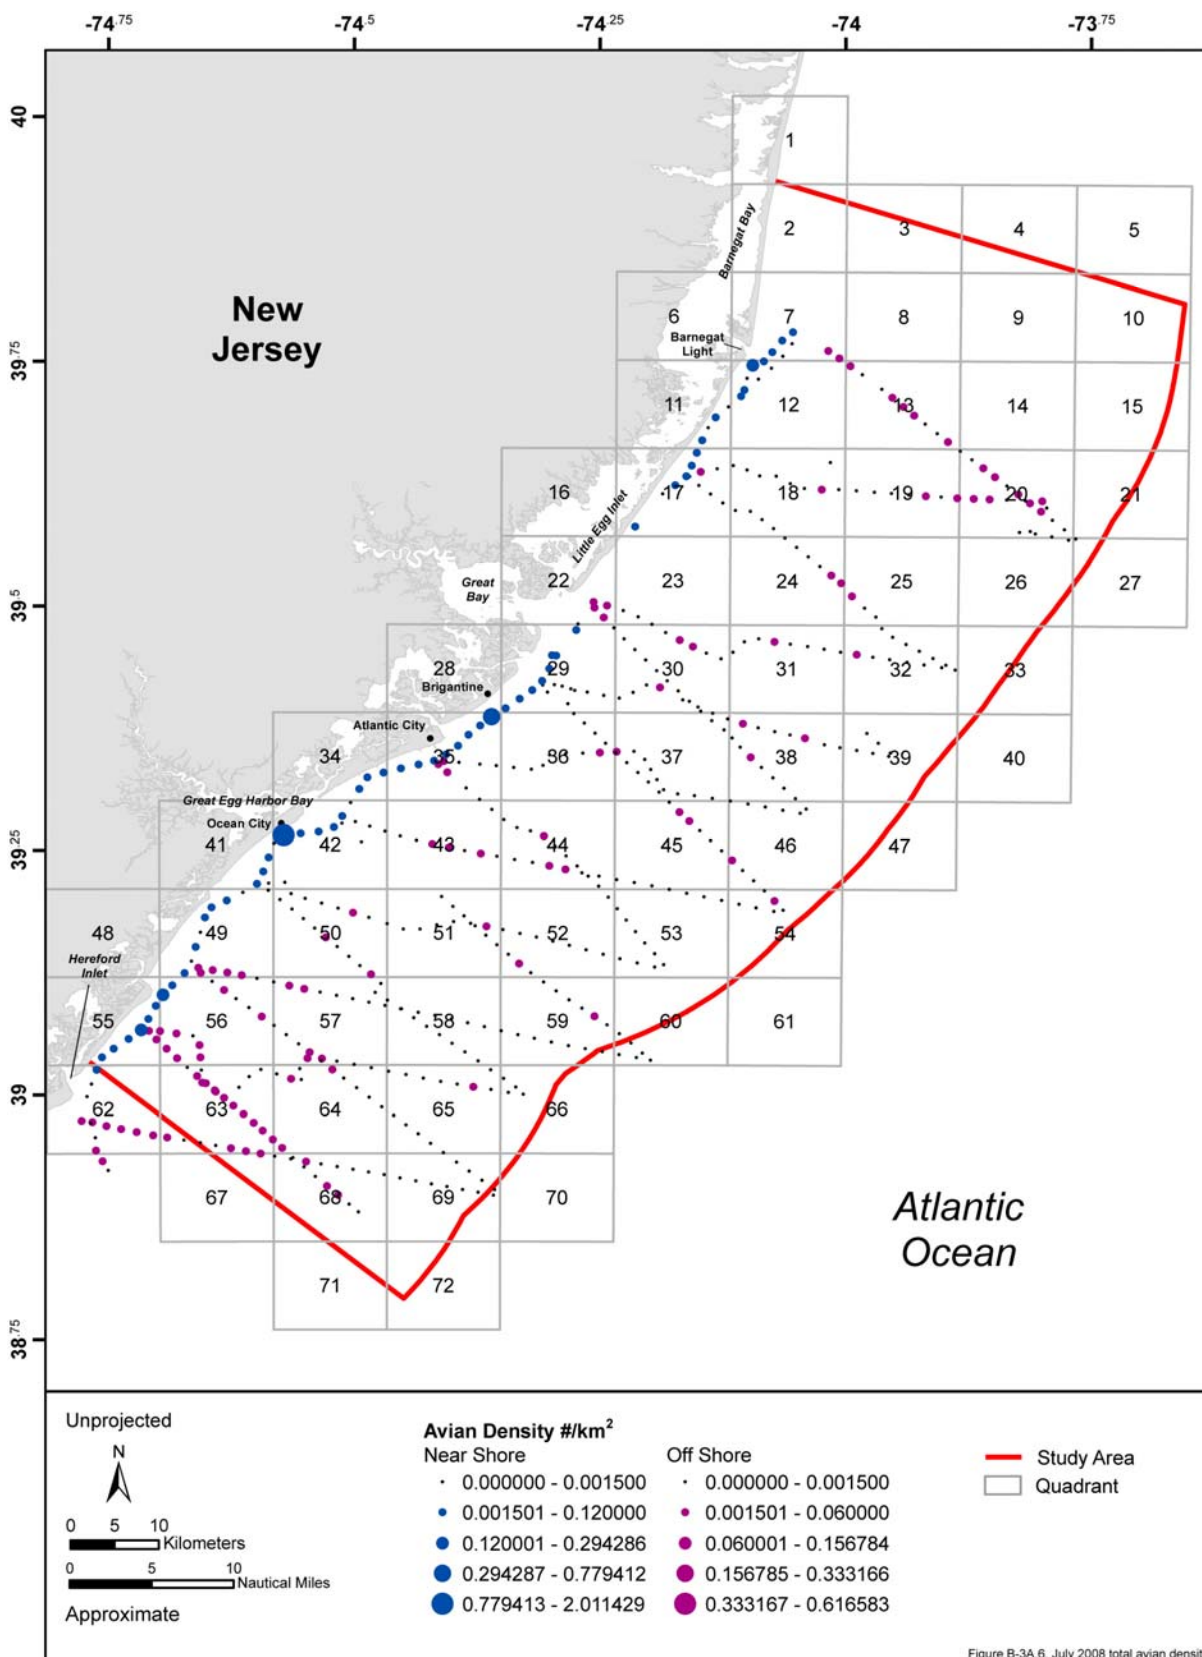 -74.75 -74.5 -74.25 -74 -73.75
40
39.75
39.5
39.25
39
38.75
1
2 3 4 5
Barnegat Bay
New
Jersey
6 7 8 9 10
Barnegat
Light
11 12 13 14 15
16 17 18 19 20 21
Little Egg Inlet
Great
Bay
22 23 24 25 26 27
28 29 30 31 32 33
Brigantine
Atlantic City
34 35 36 37 38 39 40
Great Egg Harbor Bay
Ocean City
41 42 43 44 45 46 47
48 49 50 51 52 53 54
Hereford
Inlet
55 56 57 58 59 60 61
62 63 64 65 66
67 68 69 70
Atlantic
Ocean
71 72
Unprojected
N
0 5 10
Kilometers
0 5 10
Nautical Miles
Approximate
Avian Density #/km2
Near Shore
0.000000 - 0.001500
0.001501 - 0.120000
0.120001 - 0.294286
0.294287 - 0.779412
0.779413 - 2.011429
Off Shore
0.000000 - 0.001500
0.001501 - 0.060000
0.060001 - 0.156784
0.156785 - 0.333166
0.333167 - 0.616583
Study Area
Quadrant
Figure B-3A 6. July 2008 total avian densit